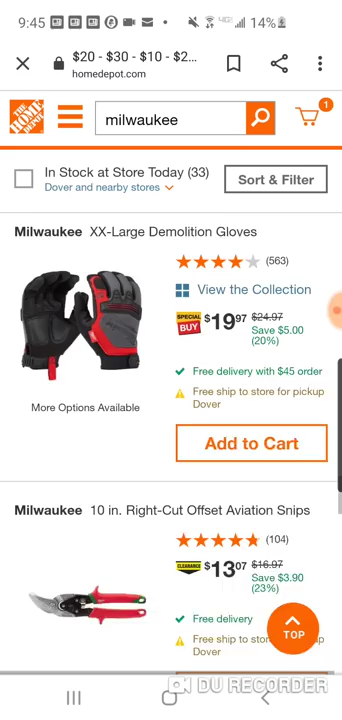 9:45
14%
$20 - $30 - $10 - $2...
homedepot.com
THE HOME DEPOT
milwaukee
1
In Stock at Store Today (33)
Dover and nearby stores
Sort & Filter
Milwaukee XX-Large Demolition Gloves
(563)
View the Collection
SPECIAL BUY
$19 97 $24.97
Save $5.00
(20%)
Free delivery with $45 order
Free ship to store for pickup
Dover
More Options Available
Add to Cart
Milwaukee 10 in. Right-Cut Offset Aviation Snips
(104)
CLEARANCE
$13 07 $16.97
Save $3.90
(23%)
Free delivery
Free ship to stor
p
Dover
TOP
DU RECORDER